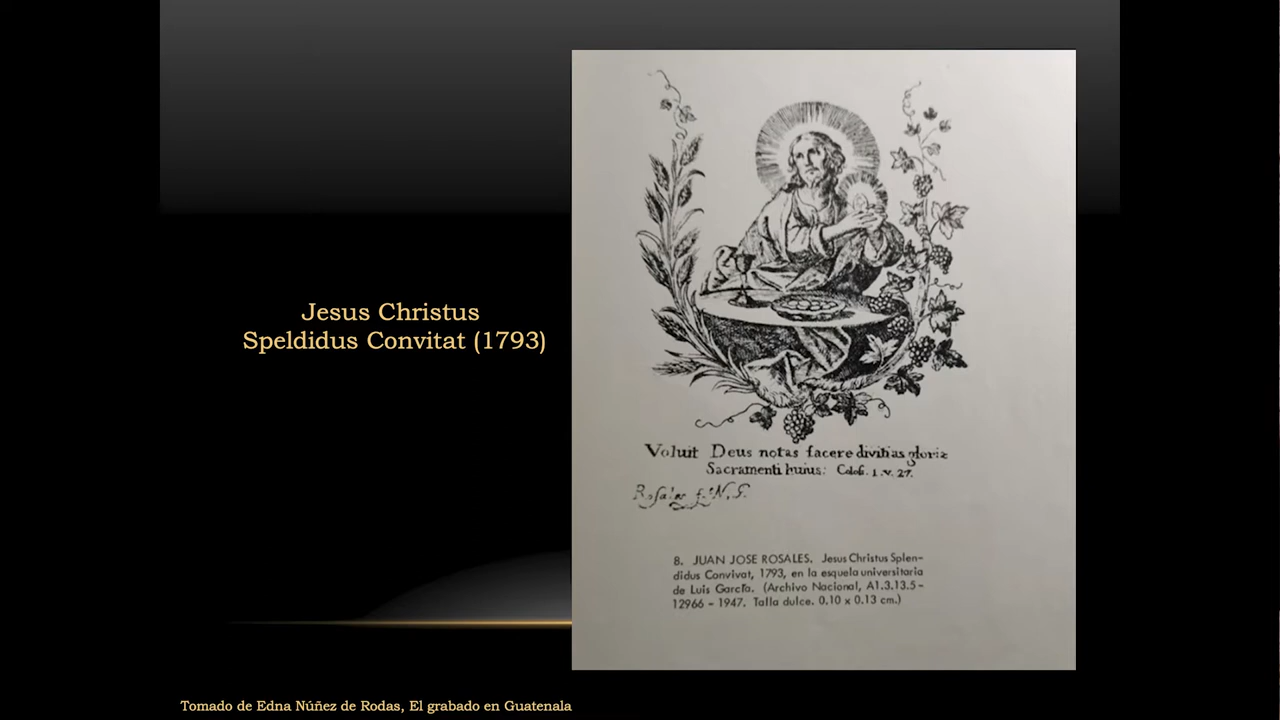 Jesus Christus
Speldidus Convitat (1793)
Voluit Deus notas facere divitias gloriæ
Sacramenti huius: Colos. 1. v. 27.
Rosales f. N. G.
8. JUAN JOSE ROSALES. Jesus Christus Splen-
didus Convivat, 1793, en la esquela universitaria
de Luis García. (Archivo Nacional, A1.3.13.5-
12966 - 1947. Talla dulce. 0.10 x 0.13 cm.)
Tomado de Edna Núñez de Rodas, El grabado en Guatenala